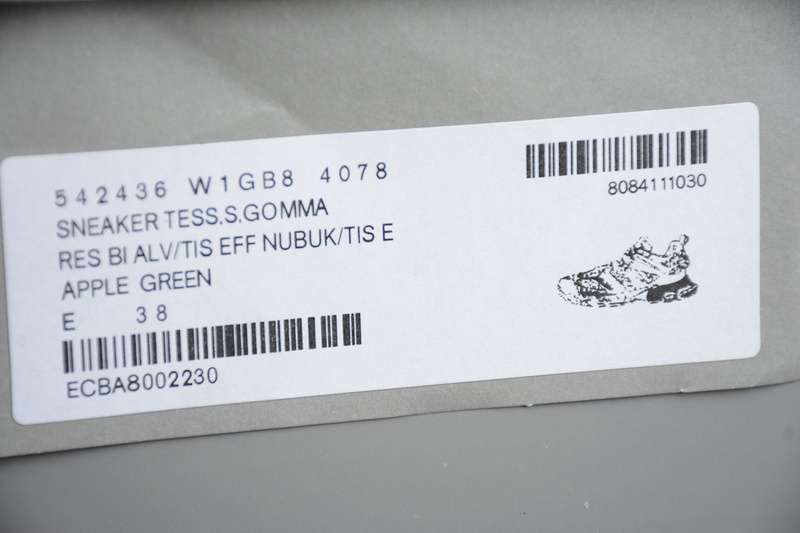 542436 W1GB8 4078
SNEAKER TESS.S.GOMMA
RES BI ALV/TIS EFF NUBUK/TIS E
APPLE GREEN
E 38
ECBA8002230
8084111030